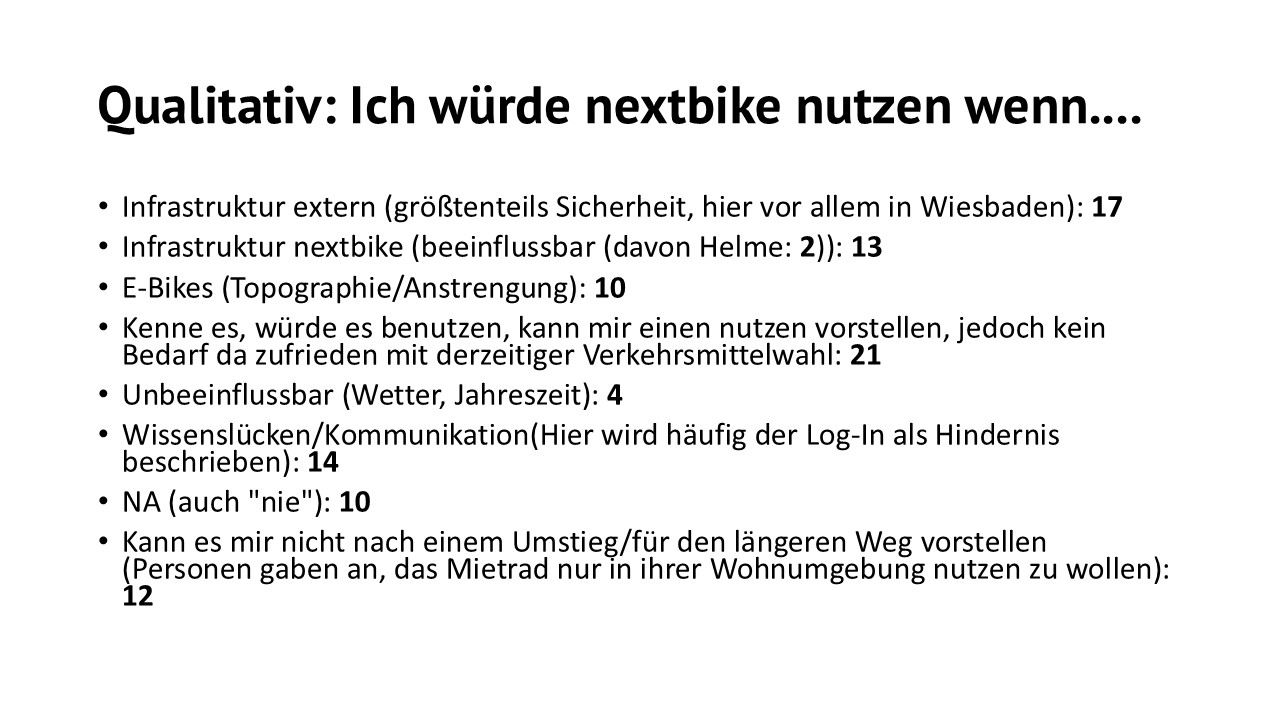 Qualitativ: Ich würde nextbike nutzen wenn....
• Infrastruktur extern (größtenteils Sicherheit, hier vor allem in Wiesbaden): 17
• Infrastruktur nextbike (beeinflussbar (davon Helme: 2)): 13
• E-Bikes (Topographie/Anstrengung): 10
• Kenne es, würde es benutzen, kann mir einen nutzen vorstellen, jedoch kein
Bedarf da zufrieden mit derzeitiger Verkehrsmittelwahl: 21
• Unbeeinflussbar (Wetter, Jahreszeit): 4
• Wissenslücken/Kommunikation(Hier wird häufig der Log-In als Hindernis
beschrieben): 14
• NA (auch "nie"): 10
• Kann es mir nicht nach einem Umstieg/für den längeren Weg vorstellen
(Personen gaben an, das Mietrad nur in ihrer Wohnumgebung nutzen zu wollen):
12